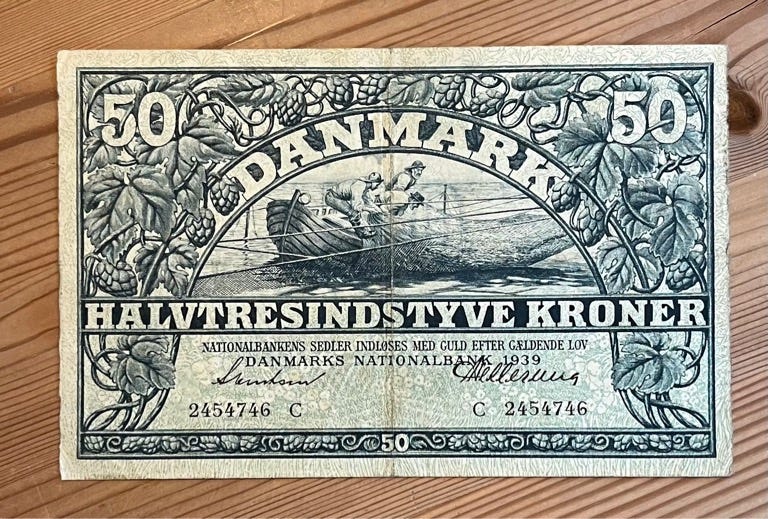 50 50
DANMARK
HALVTRESINDSTYVE KRONER
NATIONALBANKENS SEDLER INDLØSES MED GULD EFTER GÆLDENDE LOV
DANMARKS NATIONALBANK 1939
2454746 C C 2454746
50